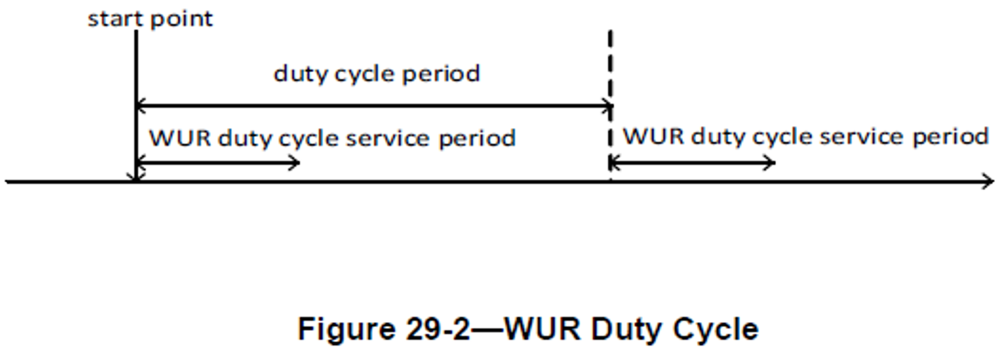 start point
duty cycle period
WUR duty cycle service period
WUR duty cycle service period
Figure 29-2—WUR Duty Cycle